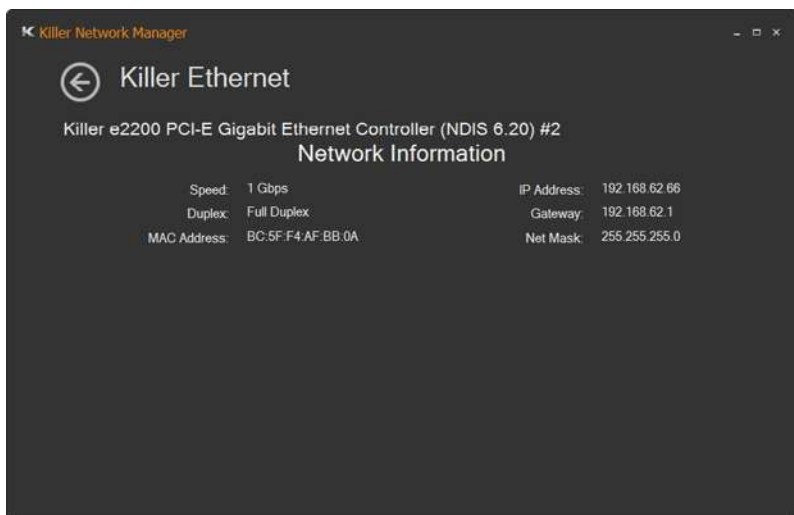 Killer Network Manager
Killer Ethernet
Killer e2200 PCI-E Gigabit Ethernet Controller (NDIS 6.20) #2
Network Information
Speed: 1 Gbps IP Address: 192.168.62.66
Duplex: Full Duplex Gateway: 192.168.62.1
MAC Address: BC:5F:F4:AF:BB:0A Net Mask: 255.255.255.0